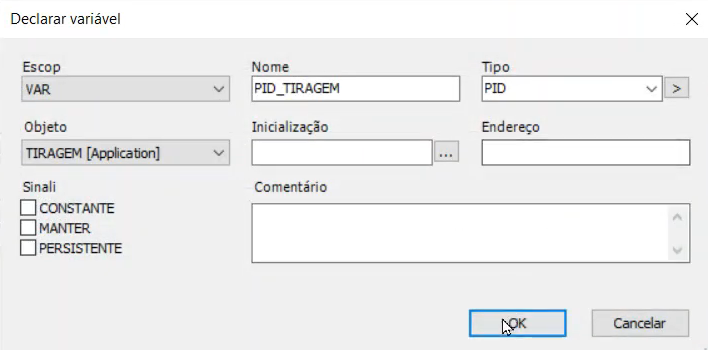 Declarar variável
Escop
Nome
Tipo
VAR
PID_TIRAGEM
PID
>
Objeto
Inicialização
Endereço
TIRAGEM [Application]
...
Sinali
Comentário
CONSTANTE
MANTER
PERSISTENTE
OK
Cancelar